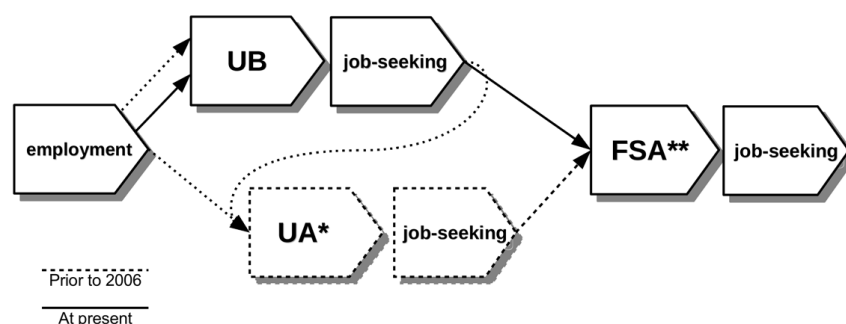 UB
job-seeking
employment
FSA**
job-seeking
UA*
job-seeking
Prior to 2006
At present